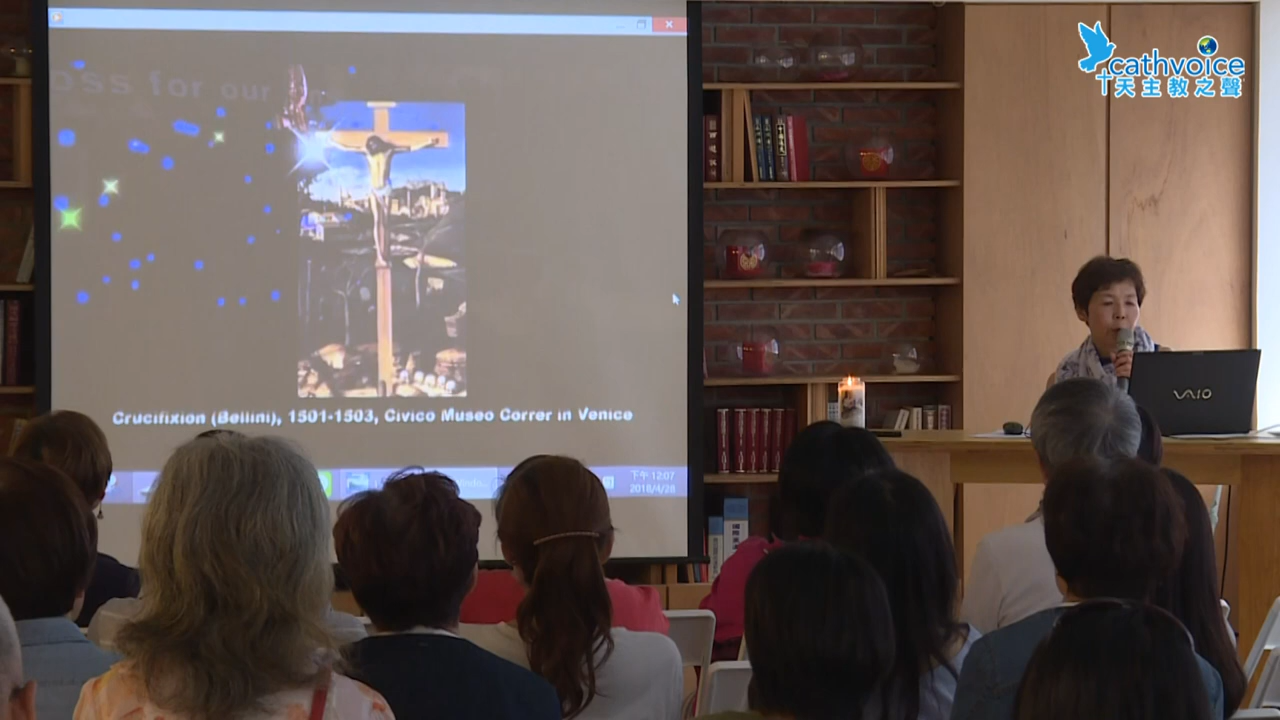 oss for our
Crucifixion (Bellini), 1501-1503, Civico Museo Correr in Venice
下午 12:07
2018/4/28
cathvoice
天主教之聲
VAIO